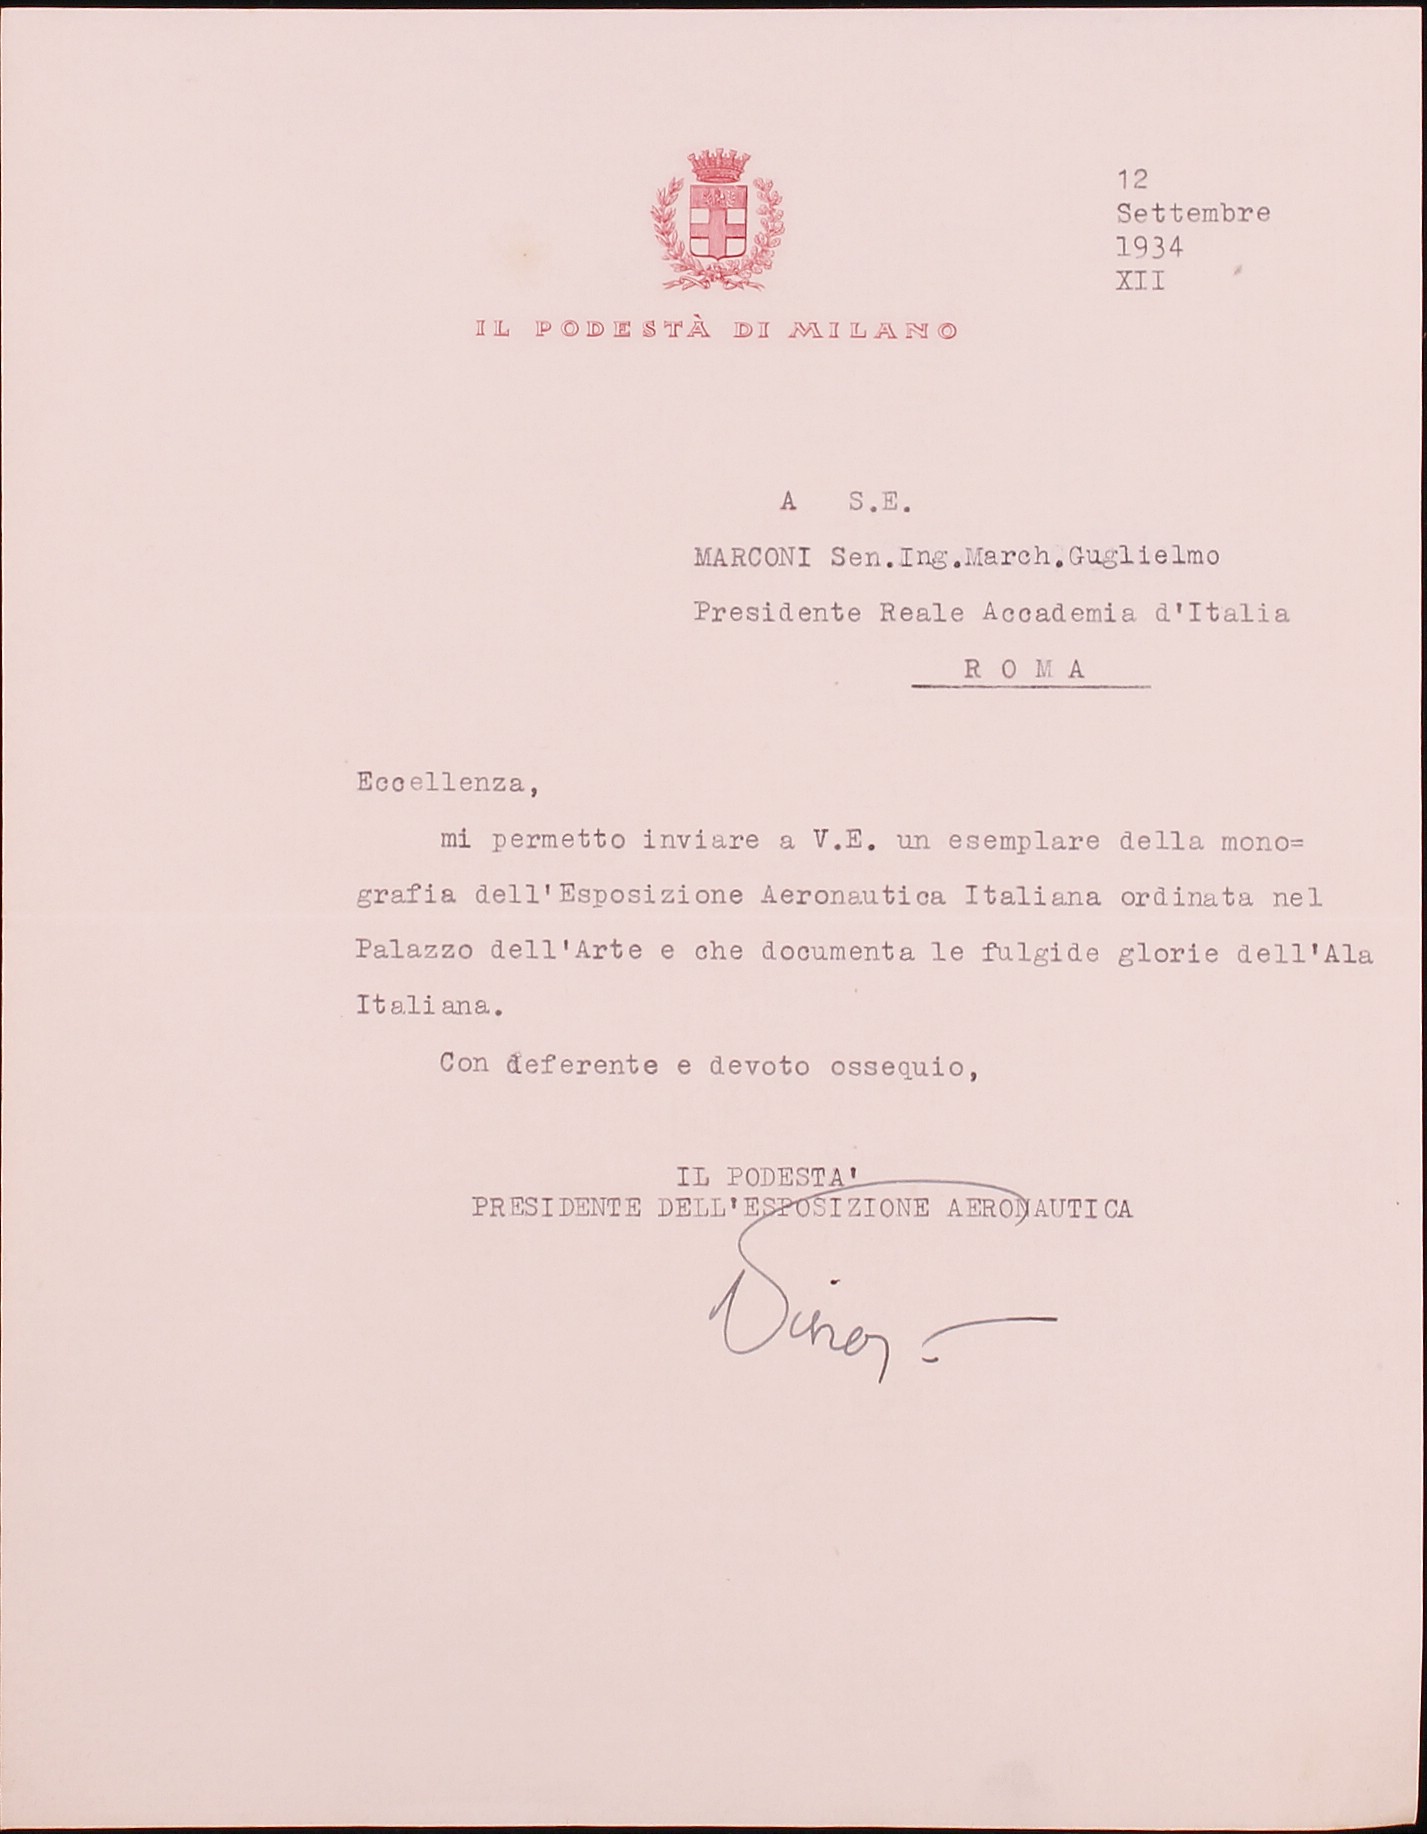 12
Settembre
1934
XII
IL PODESTÀ DI MILANO
A S.E.
MARCONI Sen.Ing.March.Guglielmo
Presidente Reale Accademia d'Italia
R O M A
Eccellenza,
mi permetto inviare a V.E. un esemplare della mono=
grafia dell'Esposizione Aeronautica Italiana ordinata nel
Palazzo dell'Arte e che documenta le fulgide glorie dell'Ala
Italiana.
Con deferente e devoto ossequio,
IL PODESTA'
PRESIDENTE DELL'ESPOSIZIONE AERONAUTICA